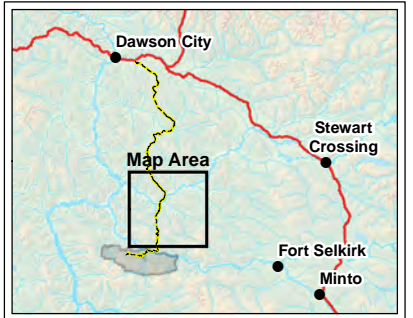 Dawson City
Stewart
Crossing
Map Area
Fort Selkirk
Minto